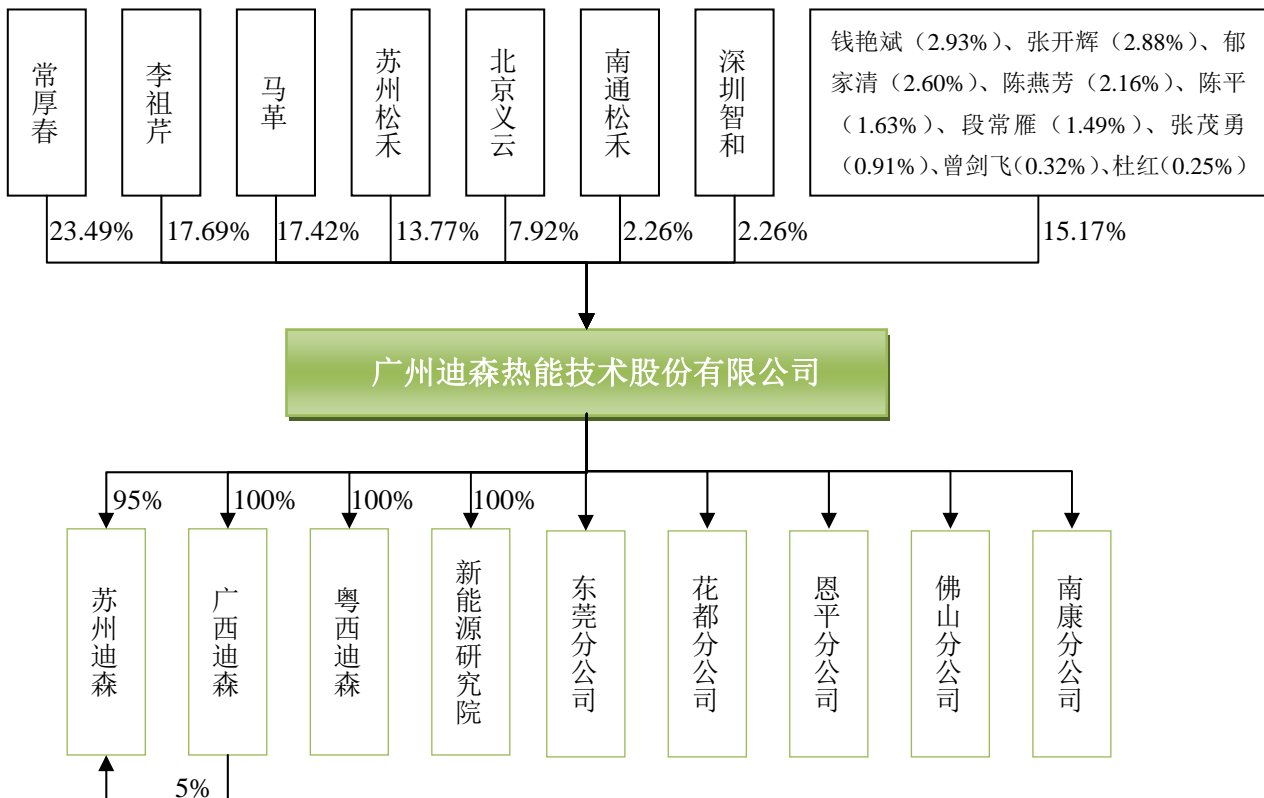 常厚春
李祖芹
马革
苏州松禾
北京义云
南通松禾
深圳智和
钱艳斌（2.93%）、张开辉（2.88%）、郁
家清（2.60%）、陈燕芳（2.16%）、陈平
（1.63%）、段常雁（1.49%）、张茂勇
（0.91%）、曾剑飞（0.32%）、杜红（0.25%）
23.49%
17.69%
17.42%
13.77%
7.92%
2.26%
2.26%
15.17%
广州迪森热能技术股份有限公司
95%
100%
100%
100%
苏州迪森
广西迪森
粤西迪森
新能源研究院
东莞分公司
花都分公司
恩平分公司
佛山分公司
南康分公司
5%